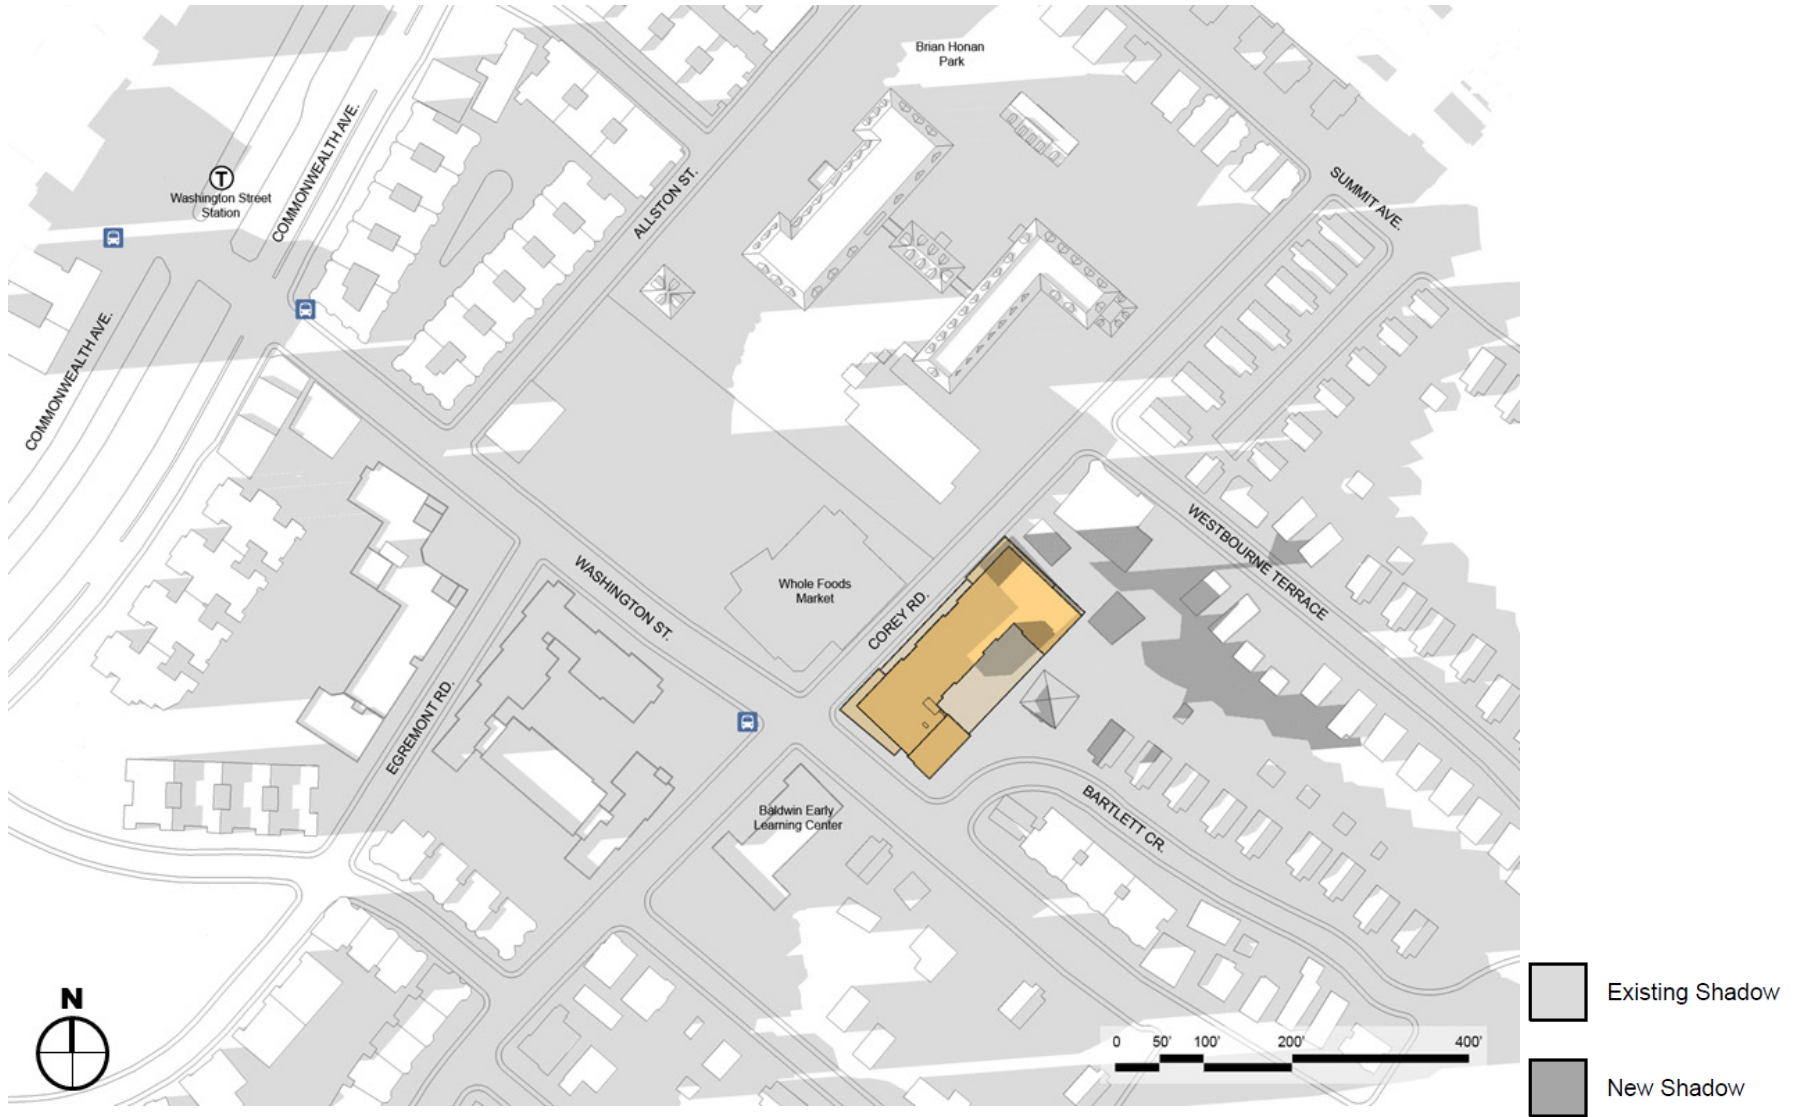 Brian Honan
Park
COMMONWEALTH AVE.
T
Washington Street
Station
ALLSTON ST.
SUMMIT AVE.
COMMONWEALTH AVE.
WESTBOURNE TERRACE
WASHINGTON ST.
Whole Foods
Market
COREY RD.
EGREMONT RD.
Baldwin Early
Learning Center
BARTLETT CR.
N
0 50' 100' 200' 400'
Existing Shadow
New Shadow